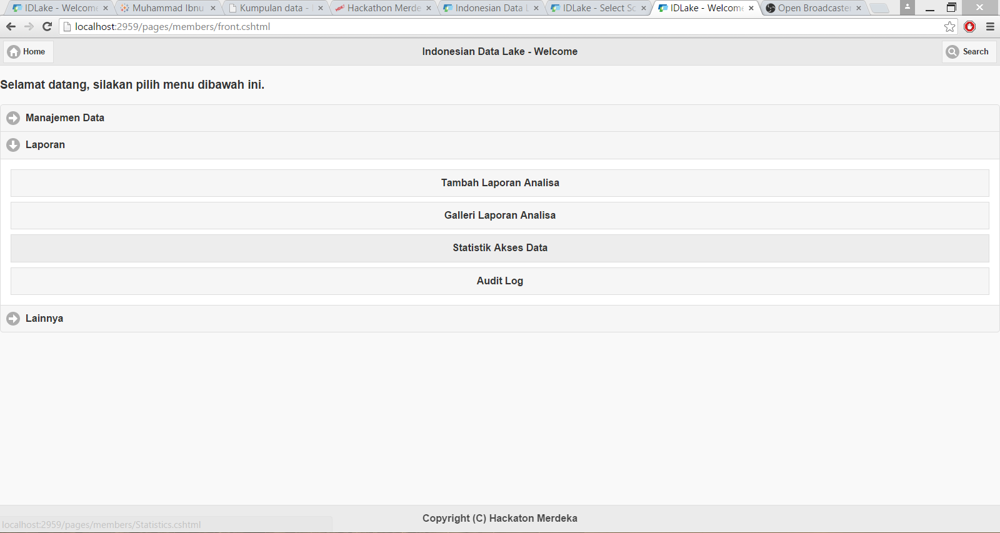 IDLake - Welcome
Muhammad Ibnu
Kumpulan data -
Hackathon Merde
Indonesian Data L
IDLake - Select Sc
IDLake - Welcome
Open Broadcaster
localhost:2959/pages/members/front.cshtml
Home
Indonesian Data Lake - Welcome
Search
Selamat datang, silakan pilih menu dibawah ini.
Manajemen Data
Laporan
Tambah Laporan Analisa
Galleri Laporan Analisa
Statistik Akses Data
Audit Log
Lainnya
Copyright (C) Hackaton Merdeka
localhost:2959/pages/members/Statistics.cshtml